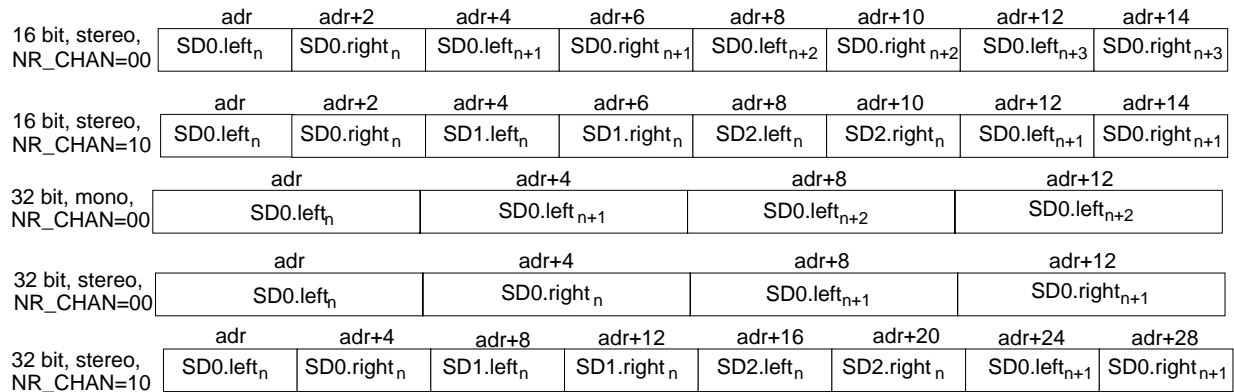 adr adr+2 adr+4 adr+6 adr+8 adr+10 adr+12 adr+14
16 bit, stereo,
NR_CHAN=00
SD0.leftn SD0.rightn SD0.leftn+1 SD0.rightn+1 SD0.leftn+2 SD0.rightn+2 SD0.leftn+3 SD0.rightn+3
adr adr+2 adr+4 adr+6 adr+8 adr+10 adr+12 adr+14
16 bit, stereo,
NR_CHAN=10
SD0.leftn SD0.rightn SD1.leftn SD1.rightn SD2.leftn SD2.rightn SD0.leftn+1 SD0.rightn+1
adr adr+4 adr+8 adr+12
32 bit, mono,
NR_CHAN=00
SD0.leftn SD0.leftn+1 SD0.leftn+2 SD0.leftn+2
adr adr+4 adr+8 adr+12
32 bit, stereo,
NR_CHAN=00
SD0.leftn SD0.rightn SD0.leftn+1 SD0.rightn+1
adr adr+4 adr+8 adr+12 adr+16 adr+20 adr+24 adr+28
32 bit, stereo,
NR_CHAN=10
SD0.leftn SD0.rightn SD1.leftn SD1.rightn SD2.leftn SD2.rightn SD0.leftn+1 SD0.rightn+1